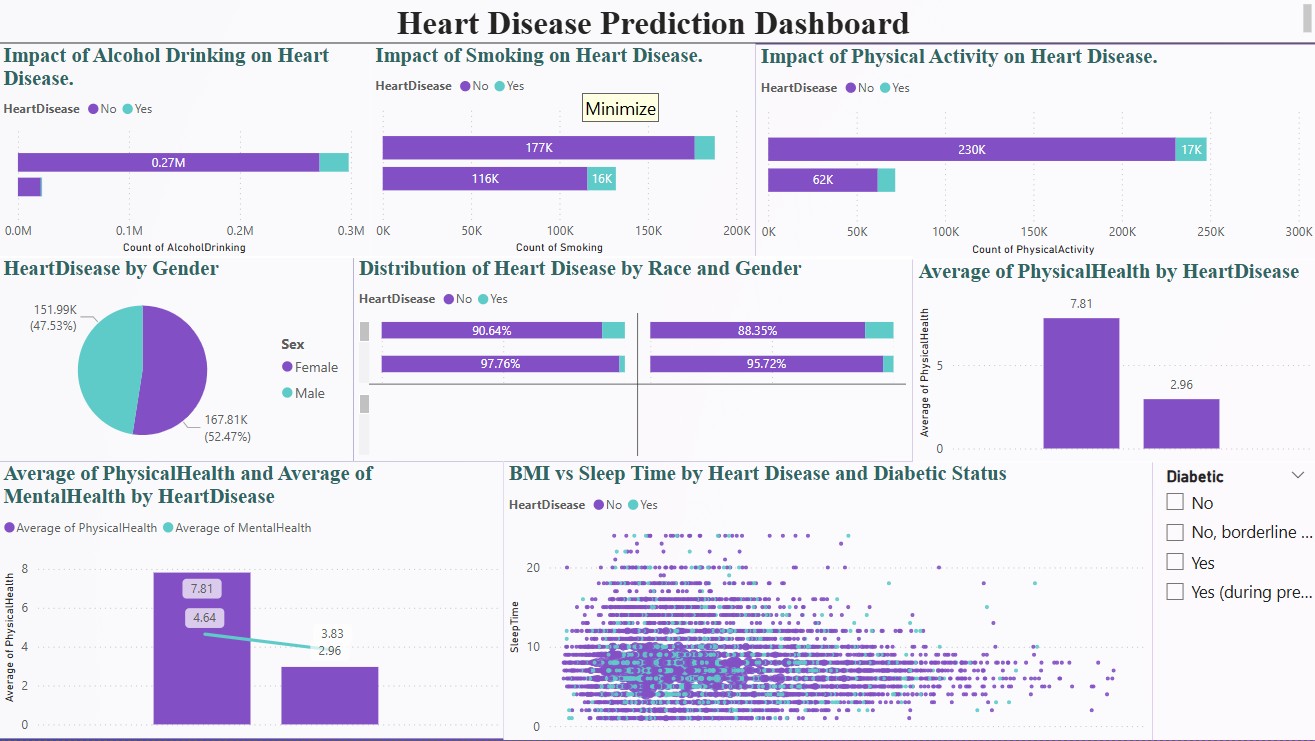 Heart Disease Prediction Dashboard
Impact of Alcohol Drinking on Heart
Disease.
HeartDisease No Yes
0.27M
0.0M 0.1M 0.2M 0.3M
Count of AlcoholDrinking
Impact of Smoking on Heart Disease.
HeartDisease No Yes
Minimize
177K
116K 16K
0K 50K 100K 150K 200K
Count of Smoking
Impact of Physical Activity on Heart Disease.
HeartDisease No Yes
230K 17K
62K
0K 50K 100K 150K 200K 250K 300K
Count of PhysicalActivity
HeartDisease by Gender
151.99K
(47.53%)
167.81K
(52.47%)
Sex
Female
Male
Distribution of Heart Disease by Race and Gender
HeartDisease No Yes
90.64% 88.35%
97.76% 95.72%
Average of PhysicalHealth by HeartDisease
Average of PhysicalHealth
7.81
5
2.96
0
Average of PhysicalHealth and Average of
MentalHealth by HeartDisease
Average of PhysicalHealth Average of MentalHealth
Average of PhysicalHealth
8
7.81
6
4.64
3.83
4
2.96
2
0
BMI vs Sleep Time by Heart Disease and Diabetic Status
HeartDisease No Yes
SleepTime
20
10
0
Diabetic
No
No, borderline ...
Yes
Yes (during pre...